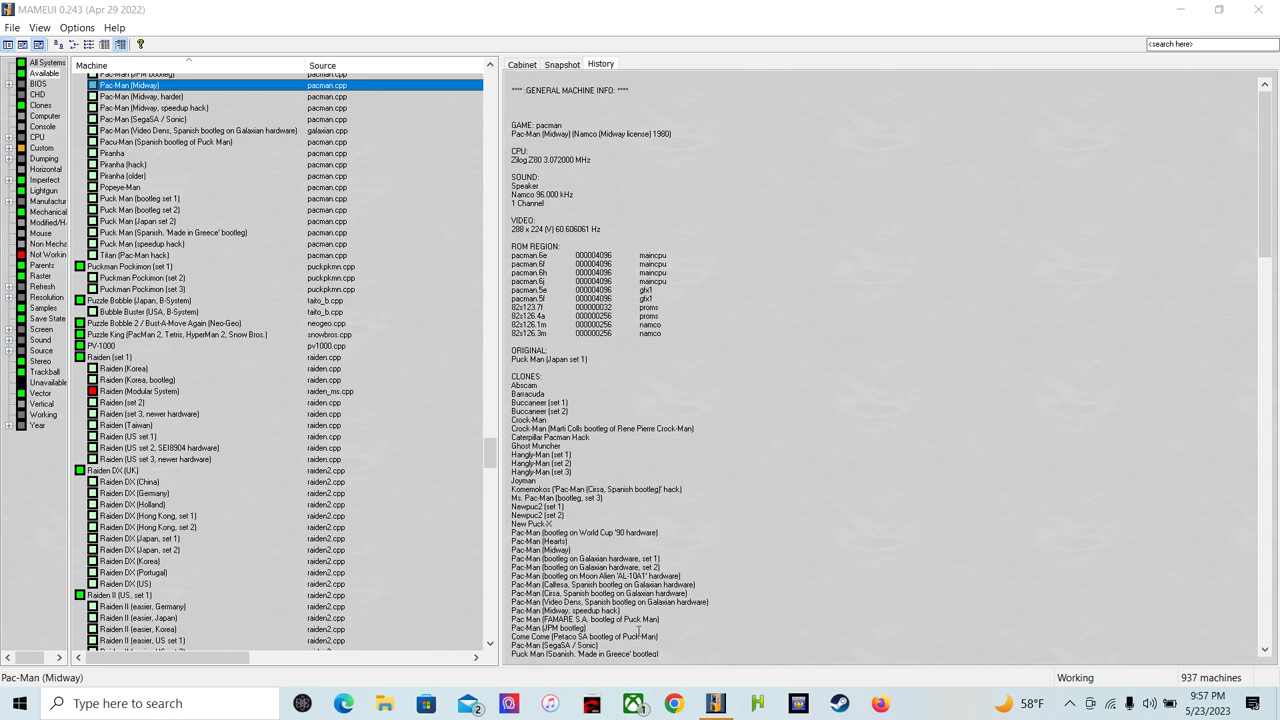 MAMEUI 0.243 (Apr 29 2022)
File View Options Help
<search here>
All Systems
Available
BIOS
CHD
Clones
Computer
Console
CPU
Custom
Dumping
Horizontal
Imperfect
Lightgun
Manufactur
Mechanical
Modified/H
Mouse
Non Mecha
Not Workin
Parents
Raster
Refresh
Resolution
Samples
Save State
Screen
Sound
Source
Stereo
Trackball
Unavailable
Vector
Vertical
Working
Year
Machine Source
Pac-Man (JPM bootleg) pacman.cpp
Pac-Man (Midway) pacman.cpp
Pac-Man (Midway, harder) pacman.cpp
Pac-Man (Midway, speedup hack) pacman.cpp
Pac-Man (SegaSA / Sonic) pacman.cpp
Pac-Man (Video Dens, Spanish bootleg on Galaxian hardware) galaxian.cpp
Pacu-Man (Spanish bootleg of Puck Man) pacman.cpp
Piranha pacman.cpp
Piranha (hack) pacman.cpp
Piranha (older) pacman.cpp
Popeye-Man pacman.cpp
Puck Man (bootleg set 1) pacman.cpp
Puck Man (bootleg set 2) pacman.cpp
Puck Man (Japan set 2) pacman.cpp
Puck Man (Spanish, 'Made in Greece' bootleg) pacman.cpp
Puck Man (speedup hack) pacman.cpp
Titan (Pac-Man hack) pacman.cpp
Puckman Pockimon (set 1) puckpkmn.cpp
Puckman Pockimon (set 2) puckpkmn.cpp
Puckman Pockimon (set 3) puckpkmn.cpp
Puzzle Bobble (Japan, B-System) taito_b.cpp
Bubble Buster (USA, B-System) taito_b.cpp
Puzzle Bobble 2 / Bust-A-Move Again (Neo-Geo) neogeo.cpp
Puzzle King (PacMan 2, Tetris, HyperMan 2, Snow Bros.) snowbros.cpp
PV-1000 pv1000.cpp
Raiden (set 1) raiden.cpp
Raiden (Korea) raiden.cpp
Raiden (Korea, bootleg) raiden.cpp
Raiden (Modular System) raiden_ms.cpp
Raiden (set 2) raiden.cpp
Raiden (set 3, newer hardware) raiden.cpp
Raiden (Taiwan) raiden.cpp
Raiden (US set 1) raiden.cpp
Raiden (US set 2, SEI8904 hardware) raiden.cpp
Raiden (US set 3, newer hardware) raiden.cpp
Raiden DX (UK) raiden2.cpp
Raiden DX (China) raiden2.cpp
Raiden DX (Germany) raiden2.cpp
Raiden DX (Holland) raiden2.cpp
Raiden DX (Hong Kong, set 1) raiden2.cpp
Raiden DX (Hong Kong, set 2) raiden2.cpp
Raiden DX (Japan, set 1) raiden2.cpp
Raiden DX (Japan, set 2) raiden2.cpp
Raiden DX (Korea) raiden2.cpp
Raiden DX (Portugal) raiden2.cpp
Raiden DX (US) raiden2.cpp
Raiden II (US, set 1) raiden2.cpp
Raiden II (easier, Germany) raiden2.cpp
Raiden II (easier, Japan) raiden2.cpp
Raiden II (easier, Korea) raiden2.cpp
Raiden II (easier, US set 1) raiden2.cpp
Cabinet Snapshot History
**** :GENERAL MACHINE INFO: ****
GAME: pacman
Pac-Man (Midway) (Namco (Midway license) 1980)
CPU:
Zilog Z80 3.072000 MHz
SOUND:
Speaker
Namco 96.000 kHz
1 Channel
VIDEO:
288 x 224 (V) 60.606061 Hz
ROM REGION:
pacman.6e 000004096 maincpu
pacman.6f 000004096 maincpu
pacman.6h 000004096 maincpu
pacman.6j 000004096 maincpu
pacman.5e 000004096 gfx1
pacman.5f 000004096 gfx1
82s123.7f 000000032 proms
82s126.4a 000000256 proms
82s126.1m 000000256 namco
82s126.3m 000000256 namco
ORIGINAL:
Puck Man (Japan set 1)
CLONES:
Abscam
Barracuda
Buccaneer (set 1)
Buccaneer (set 2)
Crock-Man
Crock-Man (Marti Colls bootleg of Rene Pierre Crock-Man)
Caterpillar Pacman Hack
Ghost Muncher
Hangly-Man (set 1)
Hangly-Man (set 2)
Hangly-Man (set 3)
Joyman
Komemokos ('Pac-Man (Cirsa, Spanish bootleg)' hack)
Ms. Pac-Man (bootleg, set 3)
Newpuc2 (set 1)
Newpuc2 (set 2)
New Puck-X
Pac-Man (bootleg on World Cup '90 hardware)
Pac-Man (Hearts)
Pac-Man (Midway)
Pac-Man (bootleg on Galaxian hardware, set 1)
Pac-Man (bootleg on Galaxian hardware, set 2)
Pac-Man (bootleg on Moon Alien 'AL-10A1' hardware)
Pac-Man (Calfesa, Spanish bootleg on Galaxian hardware)
Pac-Man (Cirsa, Spanish bootleg on Galaxian hardware)
Pac-Man (Video Dens, Spanish bootleg on Galaxian hardware)
Pac-Man (Midway, speedup hack)
Pac Man (FAMARE S.A. bootleg of Puck Man)
Pac-Man (JPM bootleg)
Come Come (Petaco SA bootleg of Puck-Man)
Pac-Man (SegaSA / Sonic)
Puck Man (Spanish, 'Made in Greece' bootleg)
Pac-Man (Midway) Working 937 machines
Type here to search
2
1
58°F
9:57 PM
5/23/2023